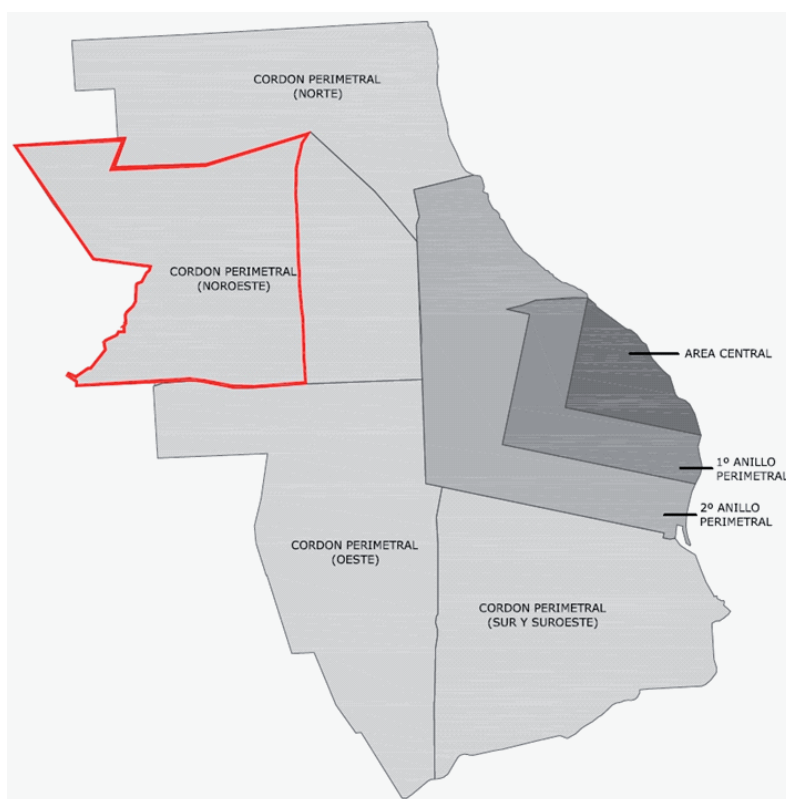 CORDON PERIMETRAL
(NORTE)
CORDON PERIMETRAL
(NOROESTE)
AREA CENTRAL
1º ANILLO
PERIMETRAL
2º ANILLO
PERIMETRAL
CORDON PERIMETRAL
(OESTE)
CORDON PERIMETRAL
(SUR Y SUROESTE)